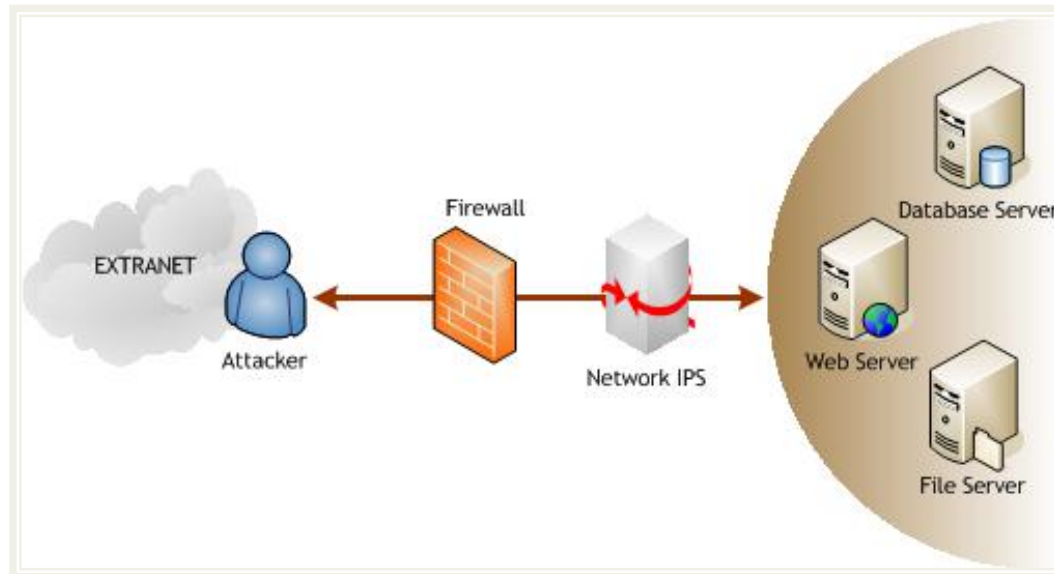 EXTRANET
Attacker
Firewall
Network IPS
Database Server
Web Server
File Server